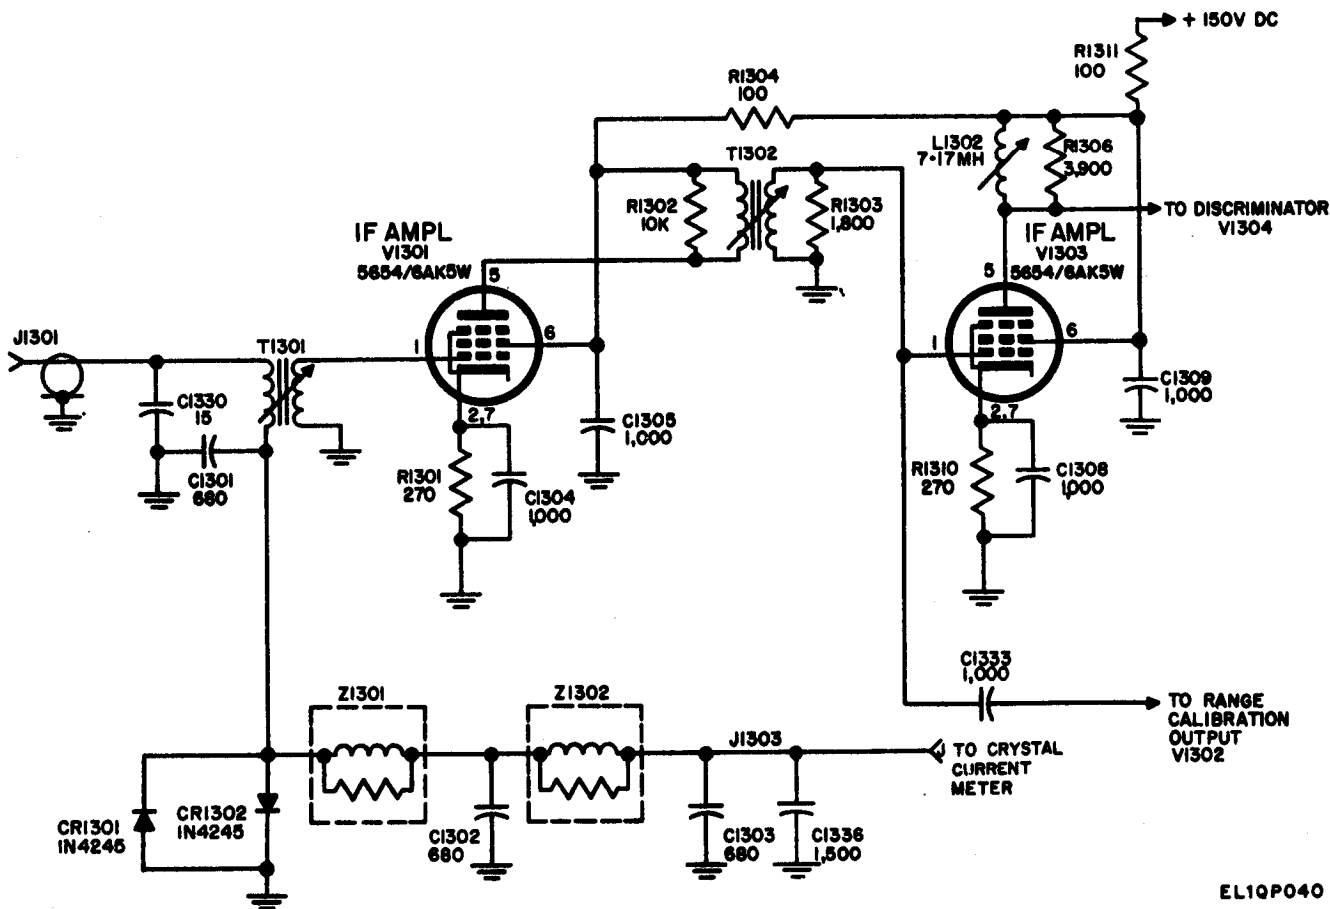 + 150V DC
R1311
100
R1304
100
L1302
7-17MH
R1306
3,900
T1302
R1302
10K
R1303
1,800
TO DISCRIMINATOR
V1304
IF AMPL
V1301
5654/6AK5W
5
IF AMPL
V1303
5654/6AK5W
5
J1301
T1301
1
6
1
6
C1330
15
C1301
680
2,7
R1301
270
C1304
1,000
C1305
1,000
2,7
R1310
270
C1308
1,000
C1309
1,000
C1333
1,000
TO RANGE
CALIBRATION
OUTPUT
V1302
Z1301
Z1302
J1303
TO CRYSTAL
CURRENT
METER
CR1301
1N4245
CR1302
1N4245
C1302
680
C1303
680
C1336
1,500
EL1QP040